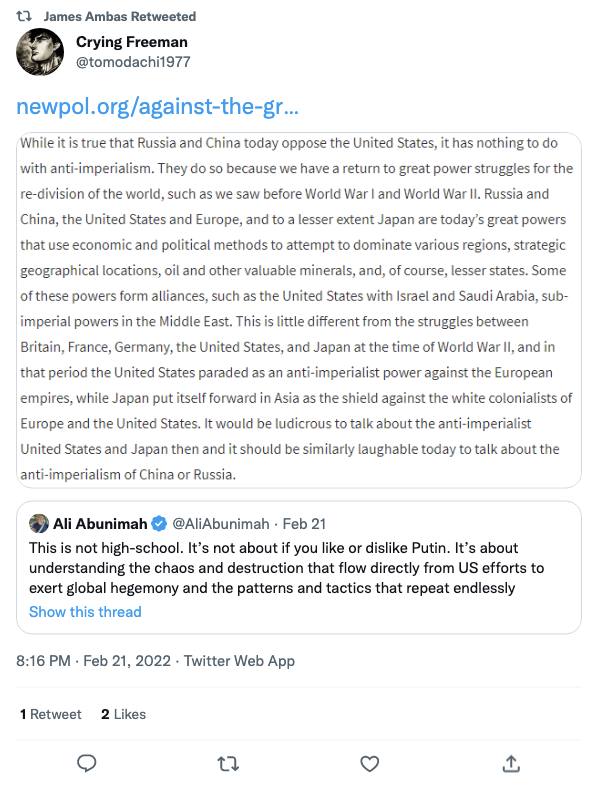 James Ambas Retweeted
Crying Freeman
@tomodachi1977
newpol.org/against-the-gr...
While it is true that Russia and China today oppose the United States, it has nothing to do
with anti-imperialism. They do so because we have a return to great power struggles for the
re-division of the world, such as we saw before World War I and World War II. Russia and
China, the United States and Europe, and to a lesser extent Japan are today's great powers
that use economic and political methods to attempt to dominate various regions, strategic
geographical locations, oil and other valuable minerals, and, of course, lesser states. Some
of these powers form alliances, such as the United States with Israel and Saudi Arabia, sub-
imperial powers in the Middle East. This is little different from the struggles between
Britain, France, Germany, the United States, and Japan at the time of World War II, and in
that period the United States paraded as an anti-imperialist power against the European
empires, while Japan put itself forward in Asia as the shield against the white colonialists of
Europe and the United States. It would be ludicrous to talk about the anti-imperialist
United States and Japan then and it should be similarly laughable today to talk about the
anti-imperialism of China or Russia.
Ali Abunimah @AliAbunimah · Feb 21
This is not high-school. It's not about if you like or dislike Putin. It's about
understanding the chaos and destruction that flow directly from US efforts to
exert global hegemony and the patterns and tactics that repeat endlessly
Show this thread
8:16 PM · Feb 21, 2022 · Twitter Web App
1 Retweet 2 Likes